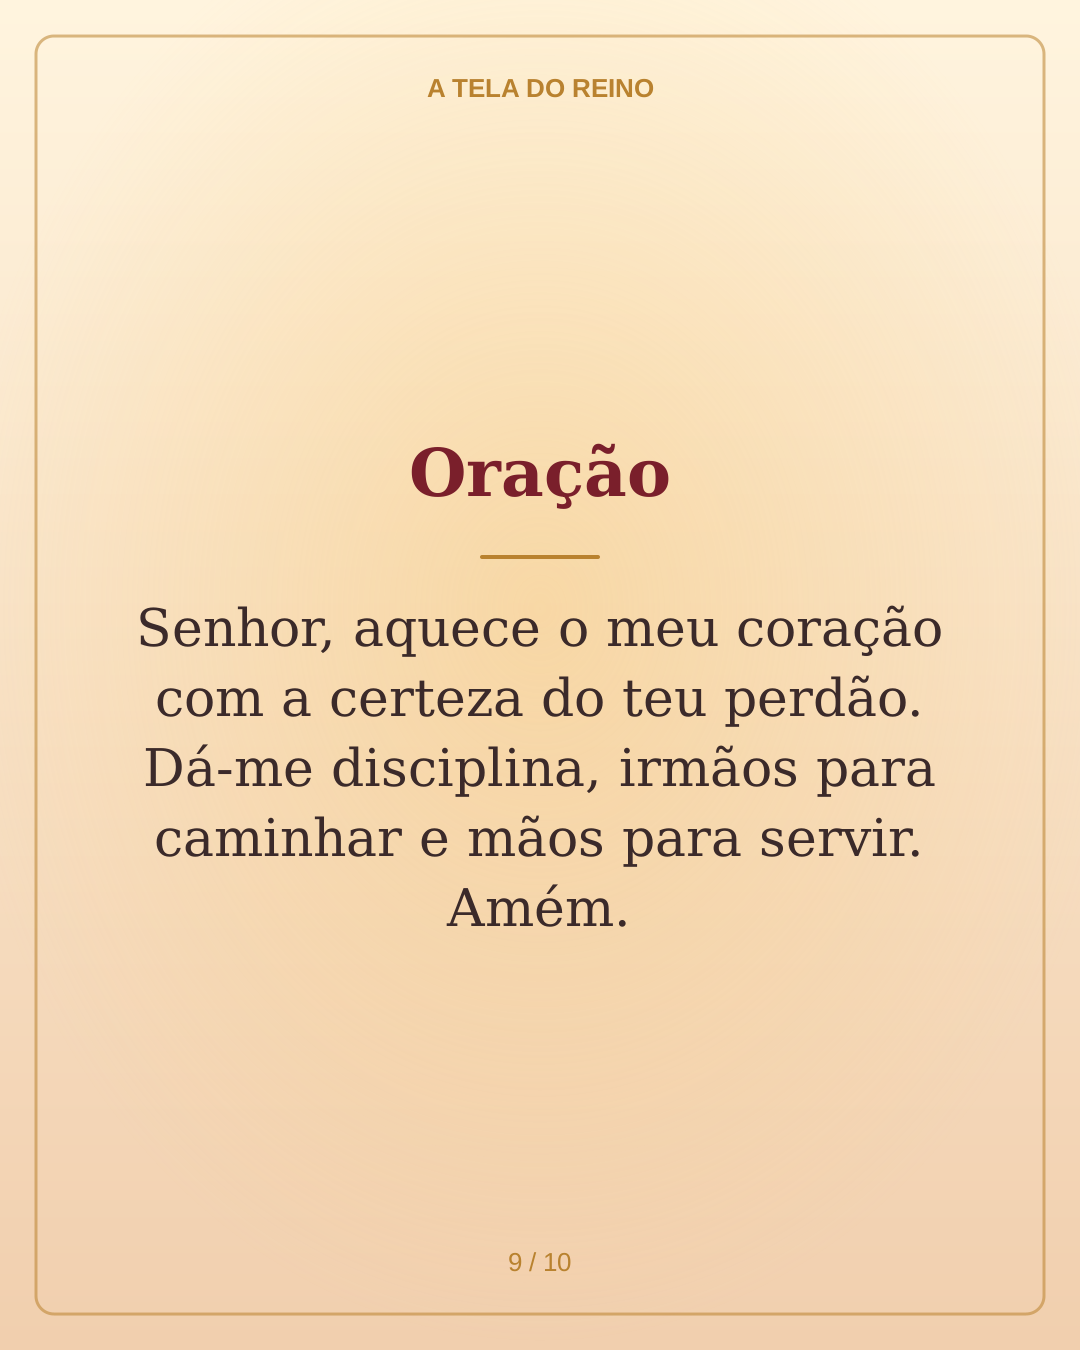 A TELA DO REINO
Oração
Senhor, aquece o meu coração
com a certeza do teu perdão.
Dá-me disciplina, irmãos para
caminhar e mãos para servir.
Amém.
9 / 10